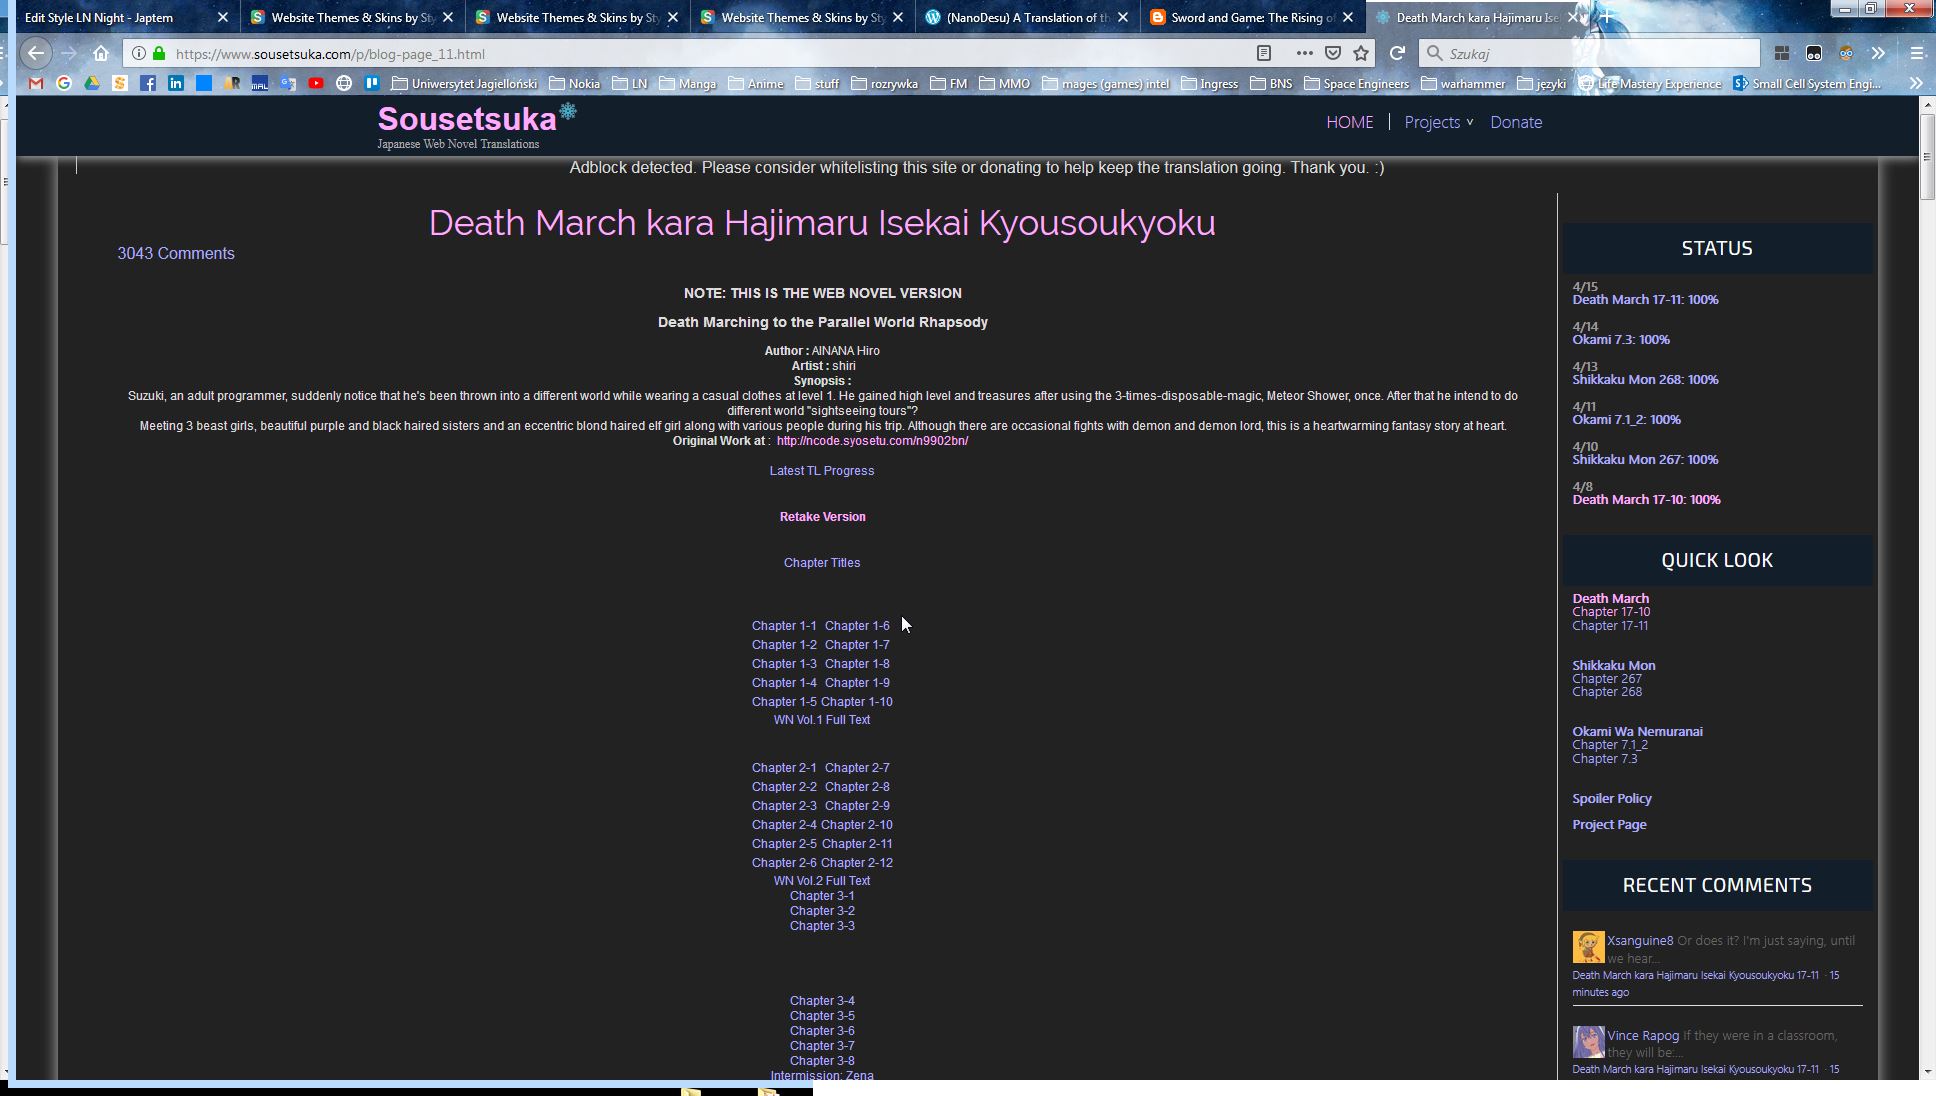 Edit Style LN Night - Japtem
Website Themes & Skins by Sty
Website Themes & Skins by Sty
Website Themes & Skins by Sty
(NanoDesu) A Translation of th
Sword and Game: The Rising of
Death March kara Hajimaru Isek
https://www.sousetsuka.com/p/blog-page_11.html
Szukaj
Uniwersytet Jagielloński
Nokia
LN
Manga
Anime
stuff
rozrywka
FM
MMO
mages (games) intel
Ingress
BNS
Space Engineers
warhammer
języki
Life Mastery Experience
Small Cell System Engi...
Sousetsuka
Japanese Web Novel Translations
HOME
Projects
Donate
Adblock detected. Please consider whitelisting this site or donating to help keep the translation going. Thank you. :)
Death March kara Hajimaru Isekai Kyousoukyoku
3043 Comments
NOTE: THIS IS THE WEB NOVEL VERSION
Death Marching to the Parallel World Rhapsody
Author : AINANA Hiro
Artist : shiri
Synopsis :
Suzuki, an adult programmer, suddenly notice that he's been thrown into a different world while wearing a casual clothes at level 1. He gained high level and treasures after using the 3-times-disposable-magic, Meteor Shower, once. After that he intend to do
different world "sightseeing tours"?
Meeting 3 beast girls, beautiful purple and black haired sisters and an eccentric blond haired elf girl along with various people during his trip. Although there are occasional fights with demon and demon lord, this is a heartwarming fantasy story at heart.
Original Work at : http://ncode.syosetu.com/n9902bn/
Latest TL Progress
Retake Version
Chapter Titles
Chapter 1-1 Chapter 1-6
Chapter 1-2 Chapter 1-7
Chapter 1-3 Chapter 1-8
Chapter 1-4 Chapter 1-9
Chapter 1-5 Chapter 1-10
WN Vol.1 Full Text
Chapter 2-1 Chapter 2-7
Chapter 2-2 Chapter 2-8
Chapter 2-3 Chapter 2-9
Chapter 2-4 Chapter 2-10
Chapter 2-5 Chapter 2-11
Chapter 2-6 Chapter 2-12
WN Vol.2 Full Text
Chapter 3-1
Chapter 3-2
Chapter 3-3
Chapter 3-4
Chapter 3-5
Chapter 3-6
Chapter 3-7
Chapter 3-8
Intermission: Zena
STATUS
4/15
Death March 17-11: 100%
4/14
Okami 7.3: 100%
4/13
Shikkaku Mon 268: 100%
4/11
Okami 7.1_2: 100%
4/10
Shikkaku Mon 267: 100%
4/8
Death March 17-10: 100%
QUICK LOOK
Death March
Chapter 17-10
Chapter 17-11
Shikkaku Mon
Chapter 267
Chapter 268
Okami Wa Nemuranai
Chapter 7.1_2
Chapter 7.3
Spoiler Policy
Project Page
RECENT COMMENTS
Xsanguine8 Or does it? I'm just saying, until
we hear...
Death March kara Hajimaru Isekai Kyousoukyoku 17-11 · 15
minutes ago
Vince Rapog If they were in a classroom,
they will be:...
Death March kara Hajimaru Isekai Kyousoukyoku 17-11 · 15